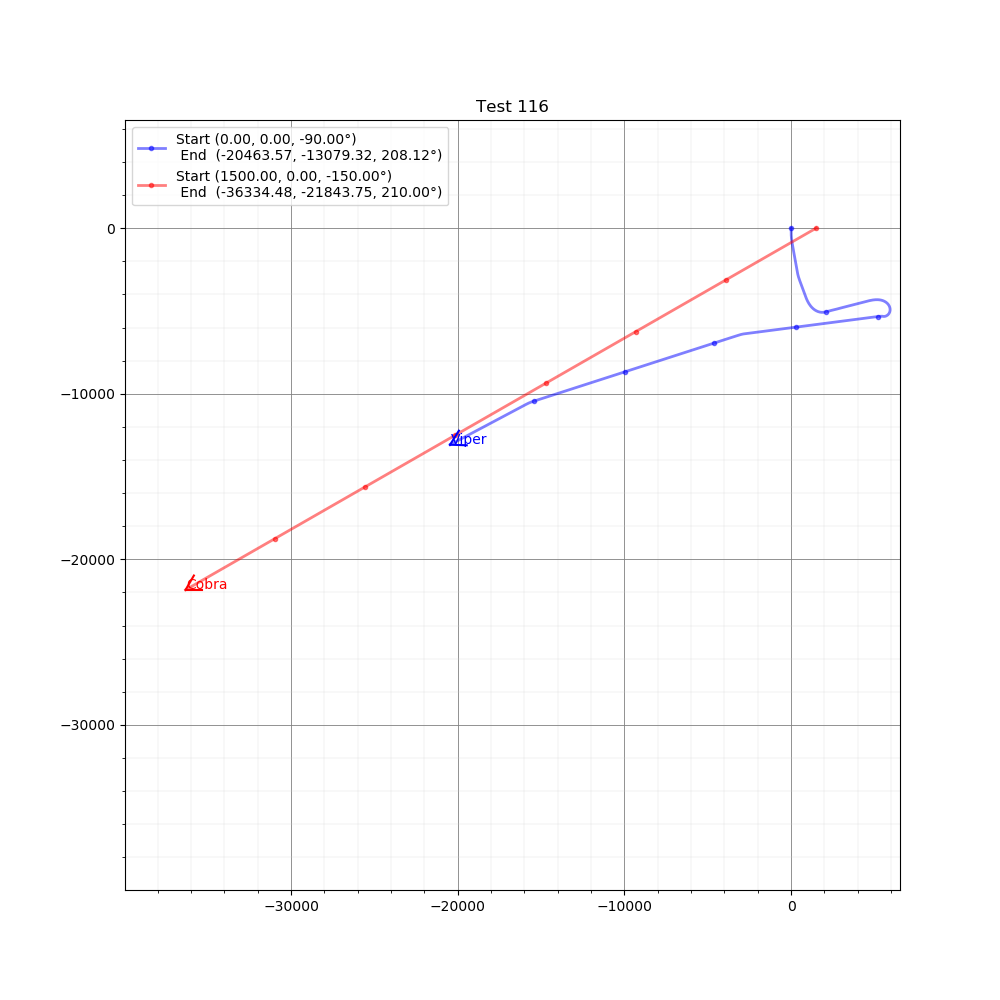 Test 116
Start (0.00, 0.00, -90.00°)
End  (-20463.57, -13079.32, 208.12°)
Start (1500.00, 0.00, -150.00°)
End  (-36334.48, -21843.75, 210.00°)
0
−10000
−20000
−30000
Viper
Cobra
−30000
−20000
−10000
0